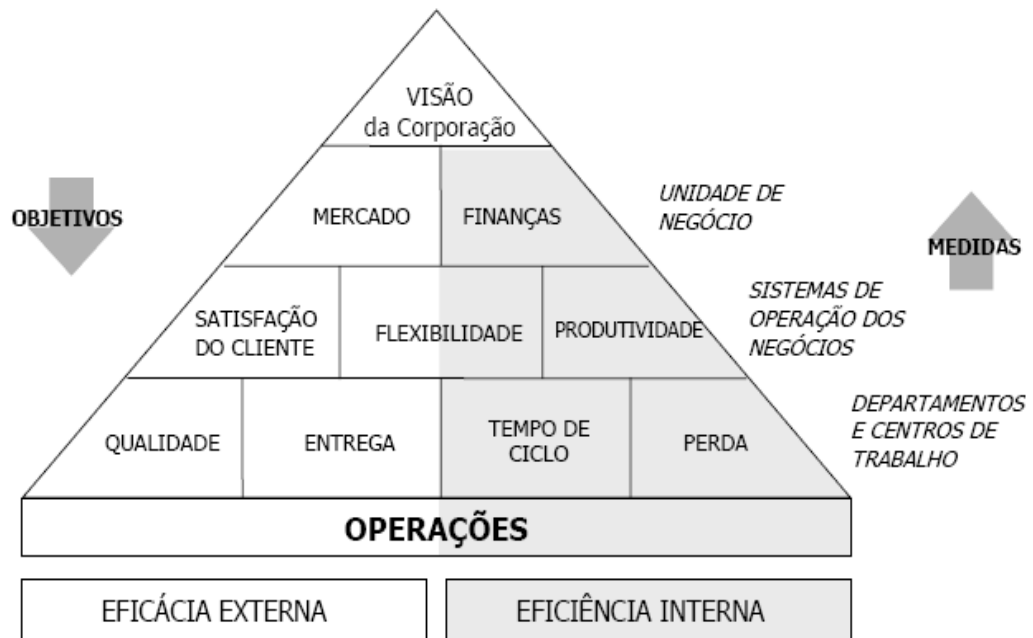 VISÃO
da Corporação
OBJETIVOS
MERCADO
FINANÇAS
UNIDADE DE
NEGÓCIO
MEDIDAS
SATISFAÇÃO
DO CLIENTE
FLEXIBILIDADE
PRODUTIVIDADE
SISTEMAS DE
OPERAÇÃO DOS
NEGÓCIOS
QUALIDADE
ENTREGA
TEMPO DE
CICLO
PERDA
DEPARTAMENTOS
E CENTROS DE
TRABALHO
OPERAÇÕES
EFICÁCIA EXTERNA
EFICIÊNCIA INTERNA